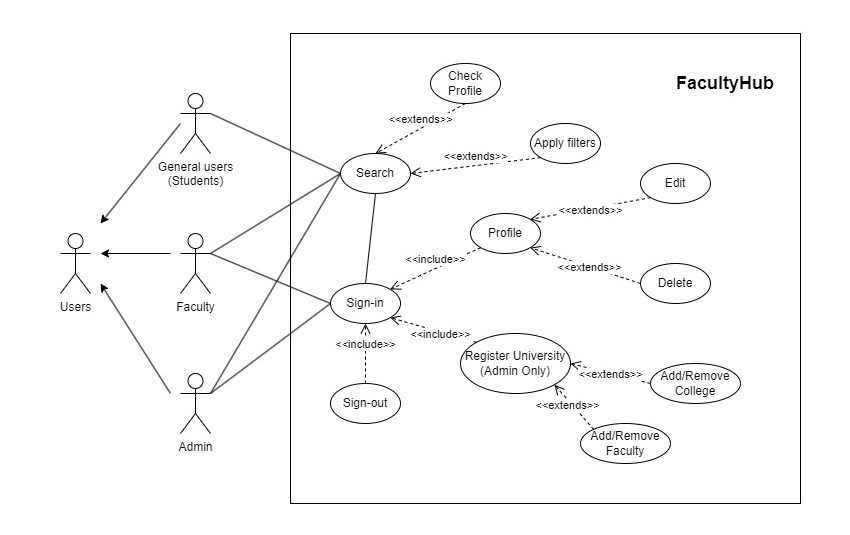 FacultyHub
Check
Profile
<<extends>>
Apply filters
<<extends>>
General users
(Students)
Search
Edit
<<extends>>
Profile
<<include>>
<<extends>>
Delete
Users
Faculty
Sign-in
<<include>>
<<include>>
Register University
(Admin Only)
<<extends>>
Add/Remove
College
Sign-out
<<extends>>
Admin
Add/Remove
Faculty